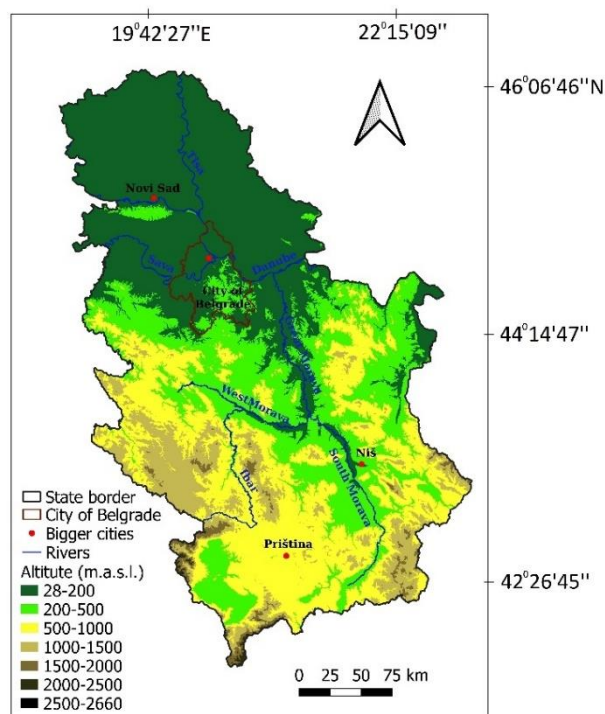 19°42'27''E
22°15'09''
46°06'46''N
Tisa
Novi Sad
Sava
Danube
City of
Belgrade
44°14'47''
Morava
West Morava
Niš
Ibar
South Morava
Priština
42°26'45''
State border
City of Belgrade
Bigger cities
Rivers
Altitute (m.a.s.l.)
28-200
200-500
500-1000
1000-1500
1500-2000
2000-2500
2500-2660
0 25 50 75 km